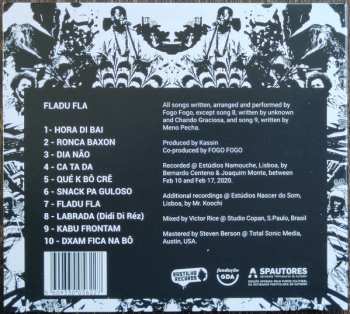 FLADU FLA
1- HORA DI BAI
2 - RONCA BAXON
3 - DIA NÃO
4 - CA TA DA
5 - QUÉ K BÔ CRÊ
6 - SNACK PA GULOSO
7 - FLADU FLA
8 - LABRADA (Didi Di Réz)
9 - KABU FRONTAM
10 - DXAM FICA NA BÔ
All songs written, arranged and performed by
Fogo Fogo, except song 8, written by unknown
and Chando Graciosa, and song 9, written by
Meno Pecha.
Produced by Kassin
Co-produced by FOGO FOGO
Recorded @ Estúdios Namouche, Lisboa, by
Bernardo Centeno & Joaquim Monte, between
Feb 10 and Feb 17, 2020.
Additional recordings @ Estúdios Nascer do Som,
Lisboa, by Mr. Koochi
Mixed by Victor Rice @ Studio Copan, S.Paulo, Brasil
Mastered by Steven Berson @ Total Sonic Media,
Austin, USA.
RASTILHO
RECORDS
fundação
GDA
SPAUTORES